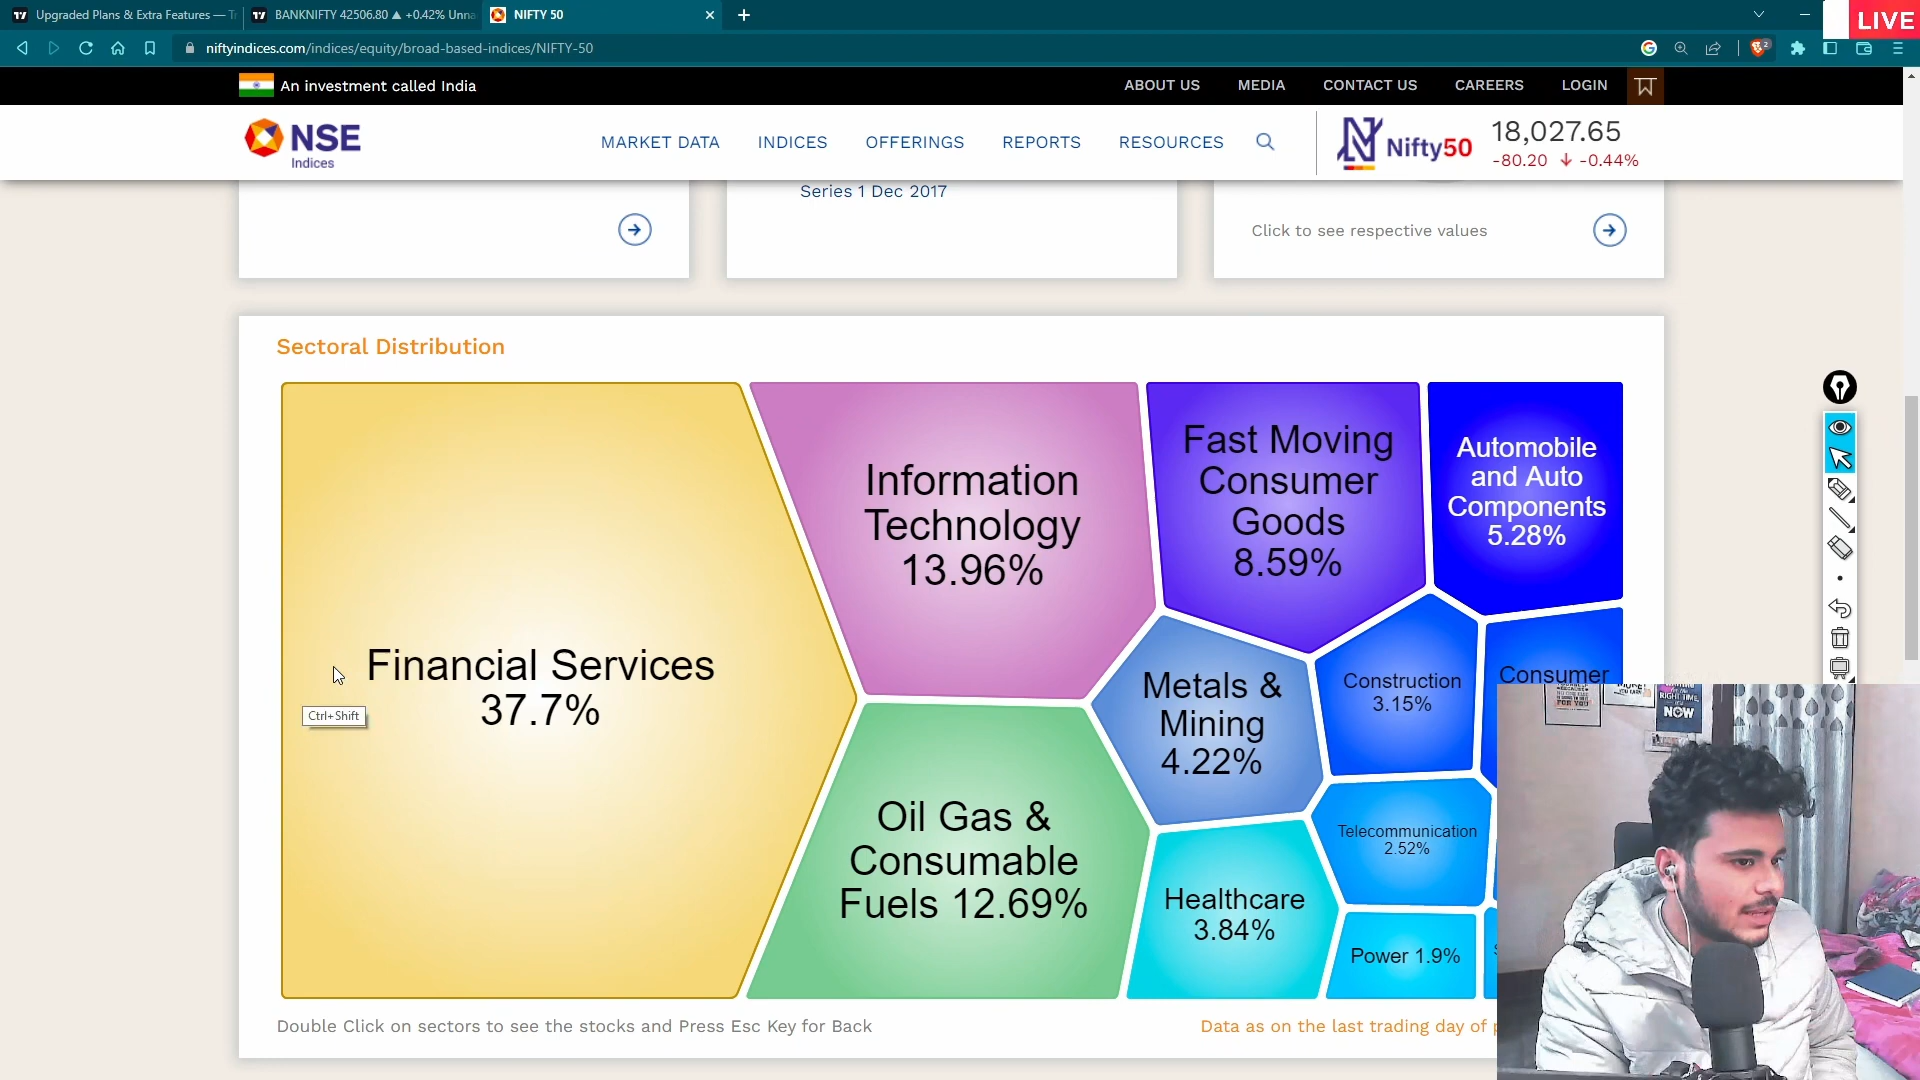 Upgraded Plans & Extra Features — Tr
BANKNIFTY 42506.80 ▲ +0.42% Unna
NIFTY 50
LIVE
niftyindices.com/indices/equity/broad-based-indices/NIFTY-50
2
An investment called India
ABOUT US
MEDIA
CONTACT US
CAREERS
LOGIN
NSE
Indices
MARKET DATA
INDICES
OFFERINGS
REPORTS
RESOURCES
Nifty50
18,027.65
-80.20 ↓ -0.44%
Series 1 Dec 2017
Click to see respective values
Sectoral Distribution
Financial Services
37.7%
Ctrl+Shift
Information
Technology
13.96%
Fast Moving
Consumer
Goods
8.59%
Automobile
and Auto
Components
5.28%
Oil Gas &
Consumable
Fuels 12.69%
Metals &
Mining
4.22%
Construction
3.15%
Consumer
Telecommunication
2.52%
Healthcare
3.84%
Power 1.9%
Double Click on sectors to see the stocks and Press Esc Key for Back
Data as on the last trading day of
RIGHT TIME
NOW